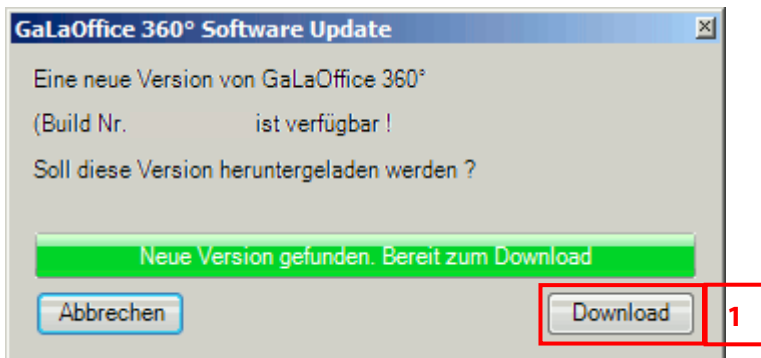 GaLaOffice 360° Software Update
Eine neue Version von GaLaOffice 360°
(Build Nr. ist verfügbar !
Soll diese Version heruntergeladen werden ?
Neue Version gefunden. Bereit zum Download
Abbrechen Download 1